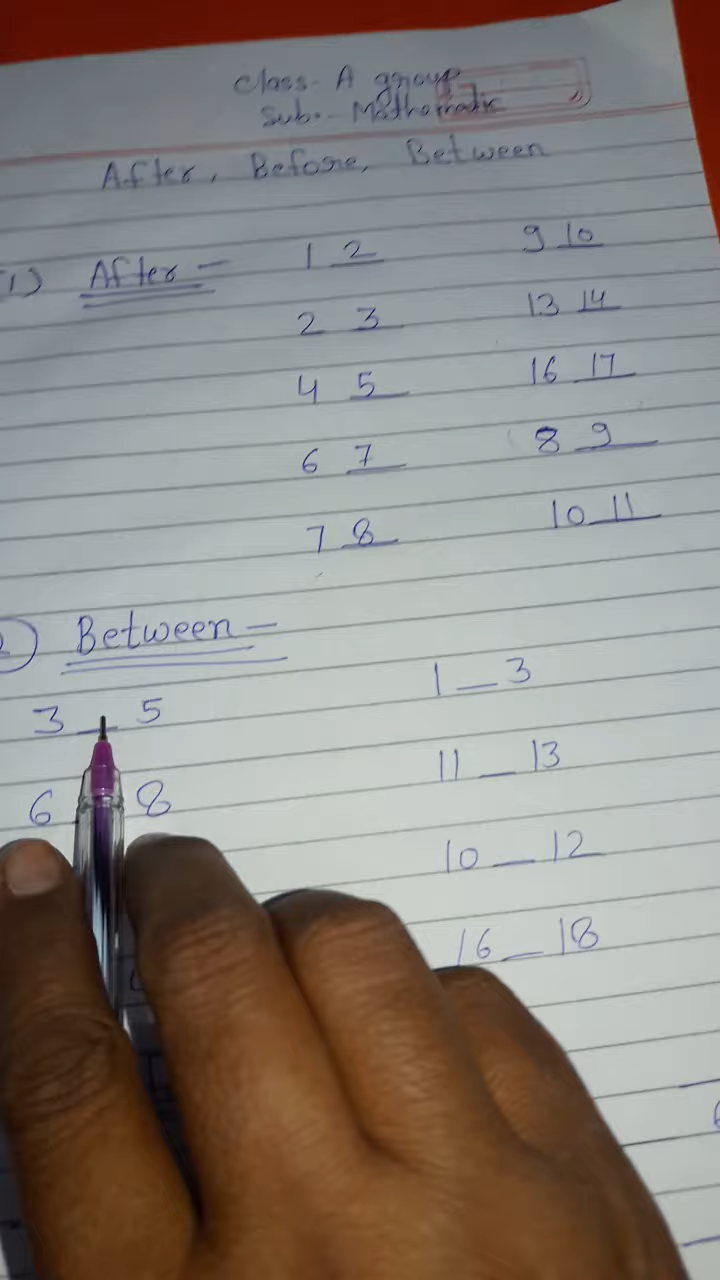 Class- A group
Sub:- Mathematic
After, Before, Between
(1) After - 1 2 9 10
2 3 13 14
4 5 16 17
6 7 8 9
7 8 10 11
Between -
3 _ 5 1 _ 3
6 8 11 _ 13
10 _ 12
16 _ 18